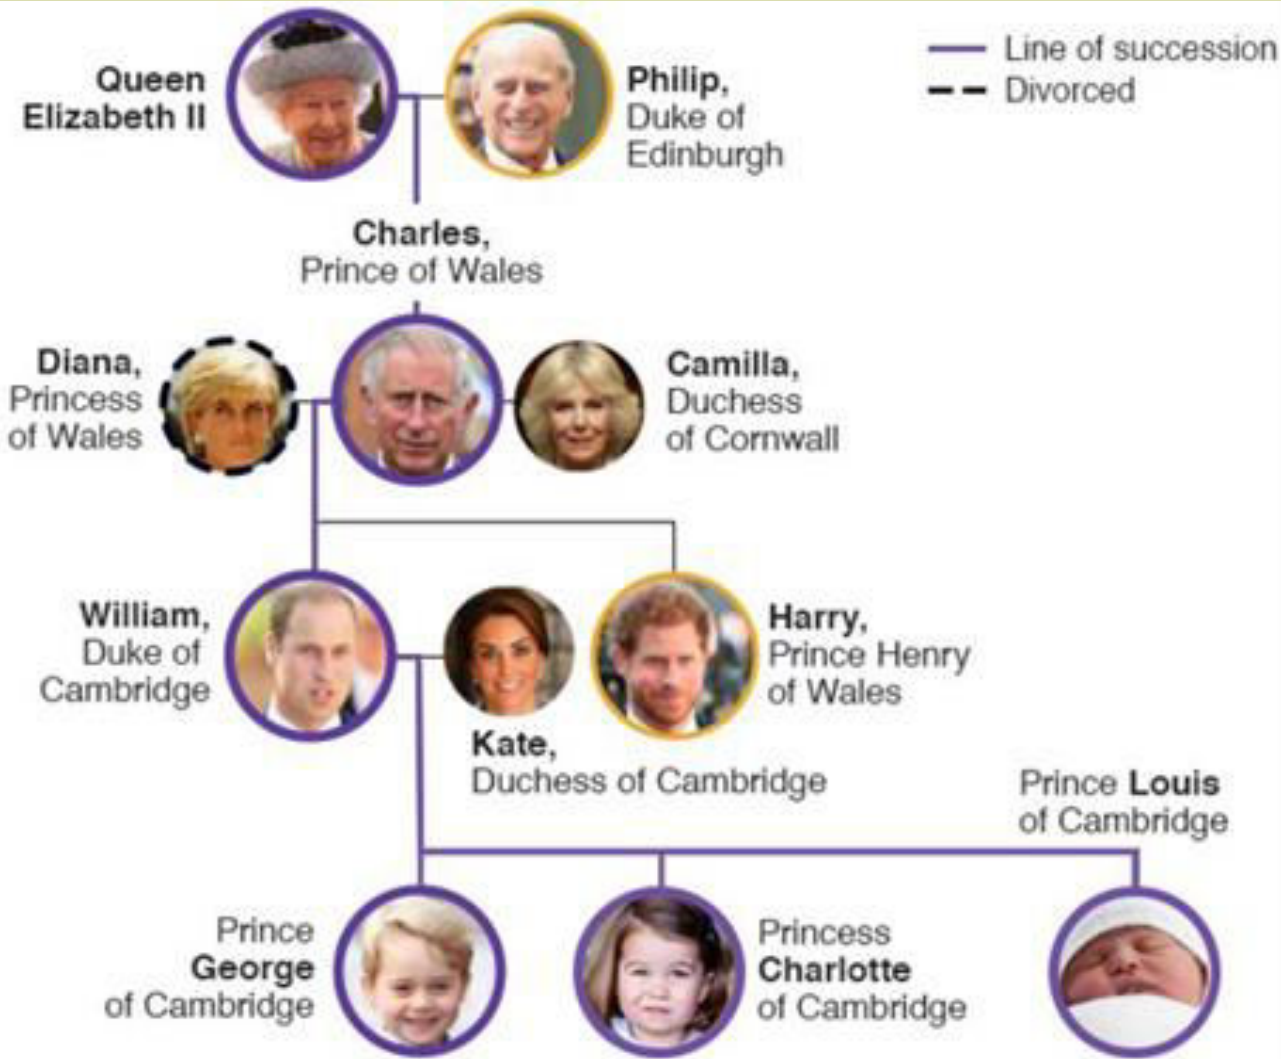 Queen
Elizabeth II
Philip,
Duke of
Edinburgh
Line of succession
Divorced
Charles,
Prince of Wales
Diana,
Princess
of Wales
Camilla,
Duchess
of Cornwall
William,
Duke of
Cambridge
Kate,
Duchess of Cambridge
Harry,
Prince Henry
of Wales
Prince Louis
of Cambridge
Prince
George
of Cambridge
Princess
Charlotte
of Cambridge